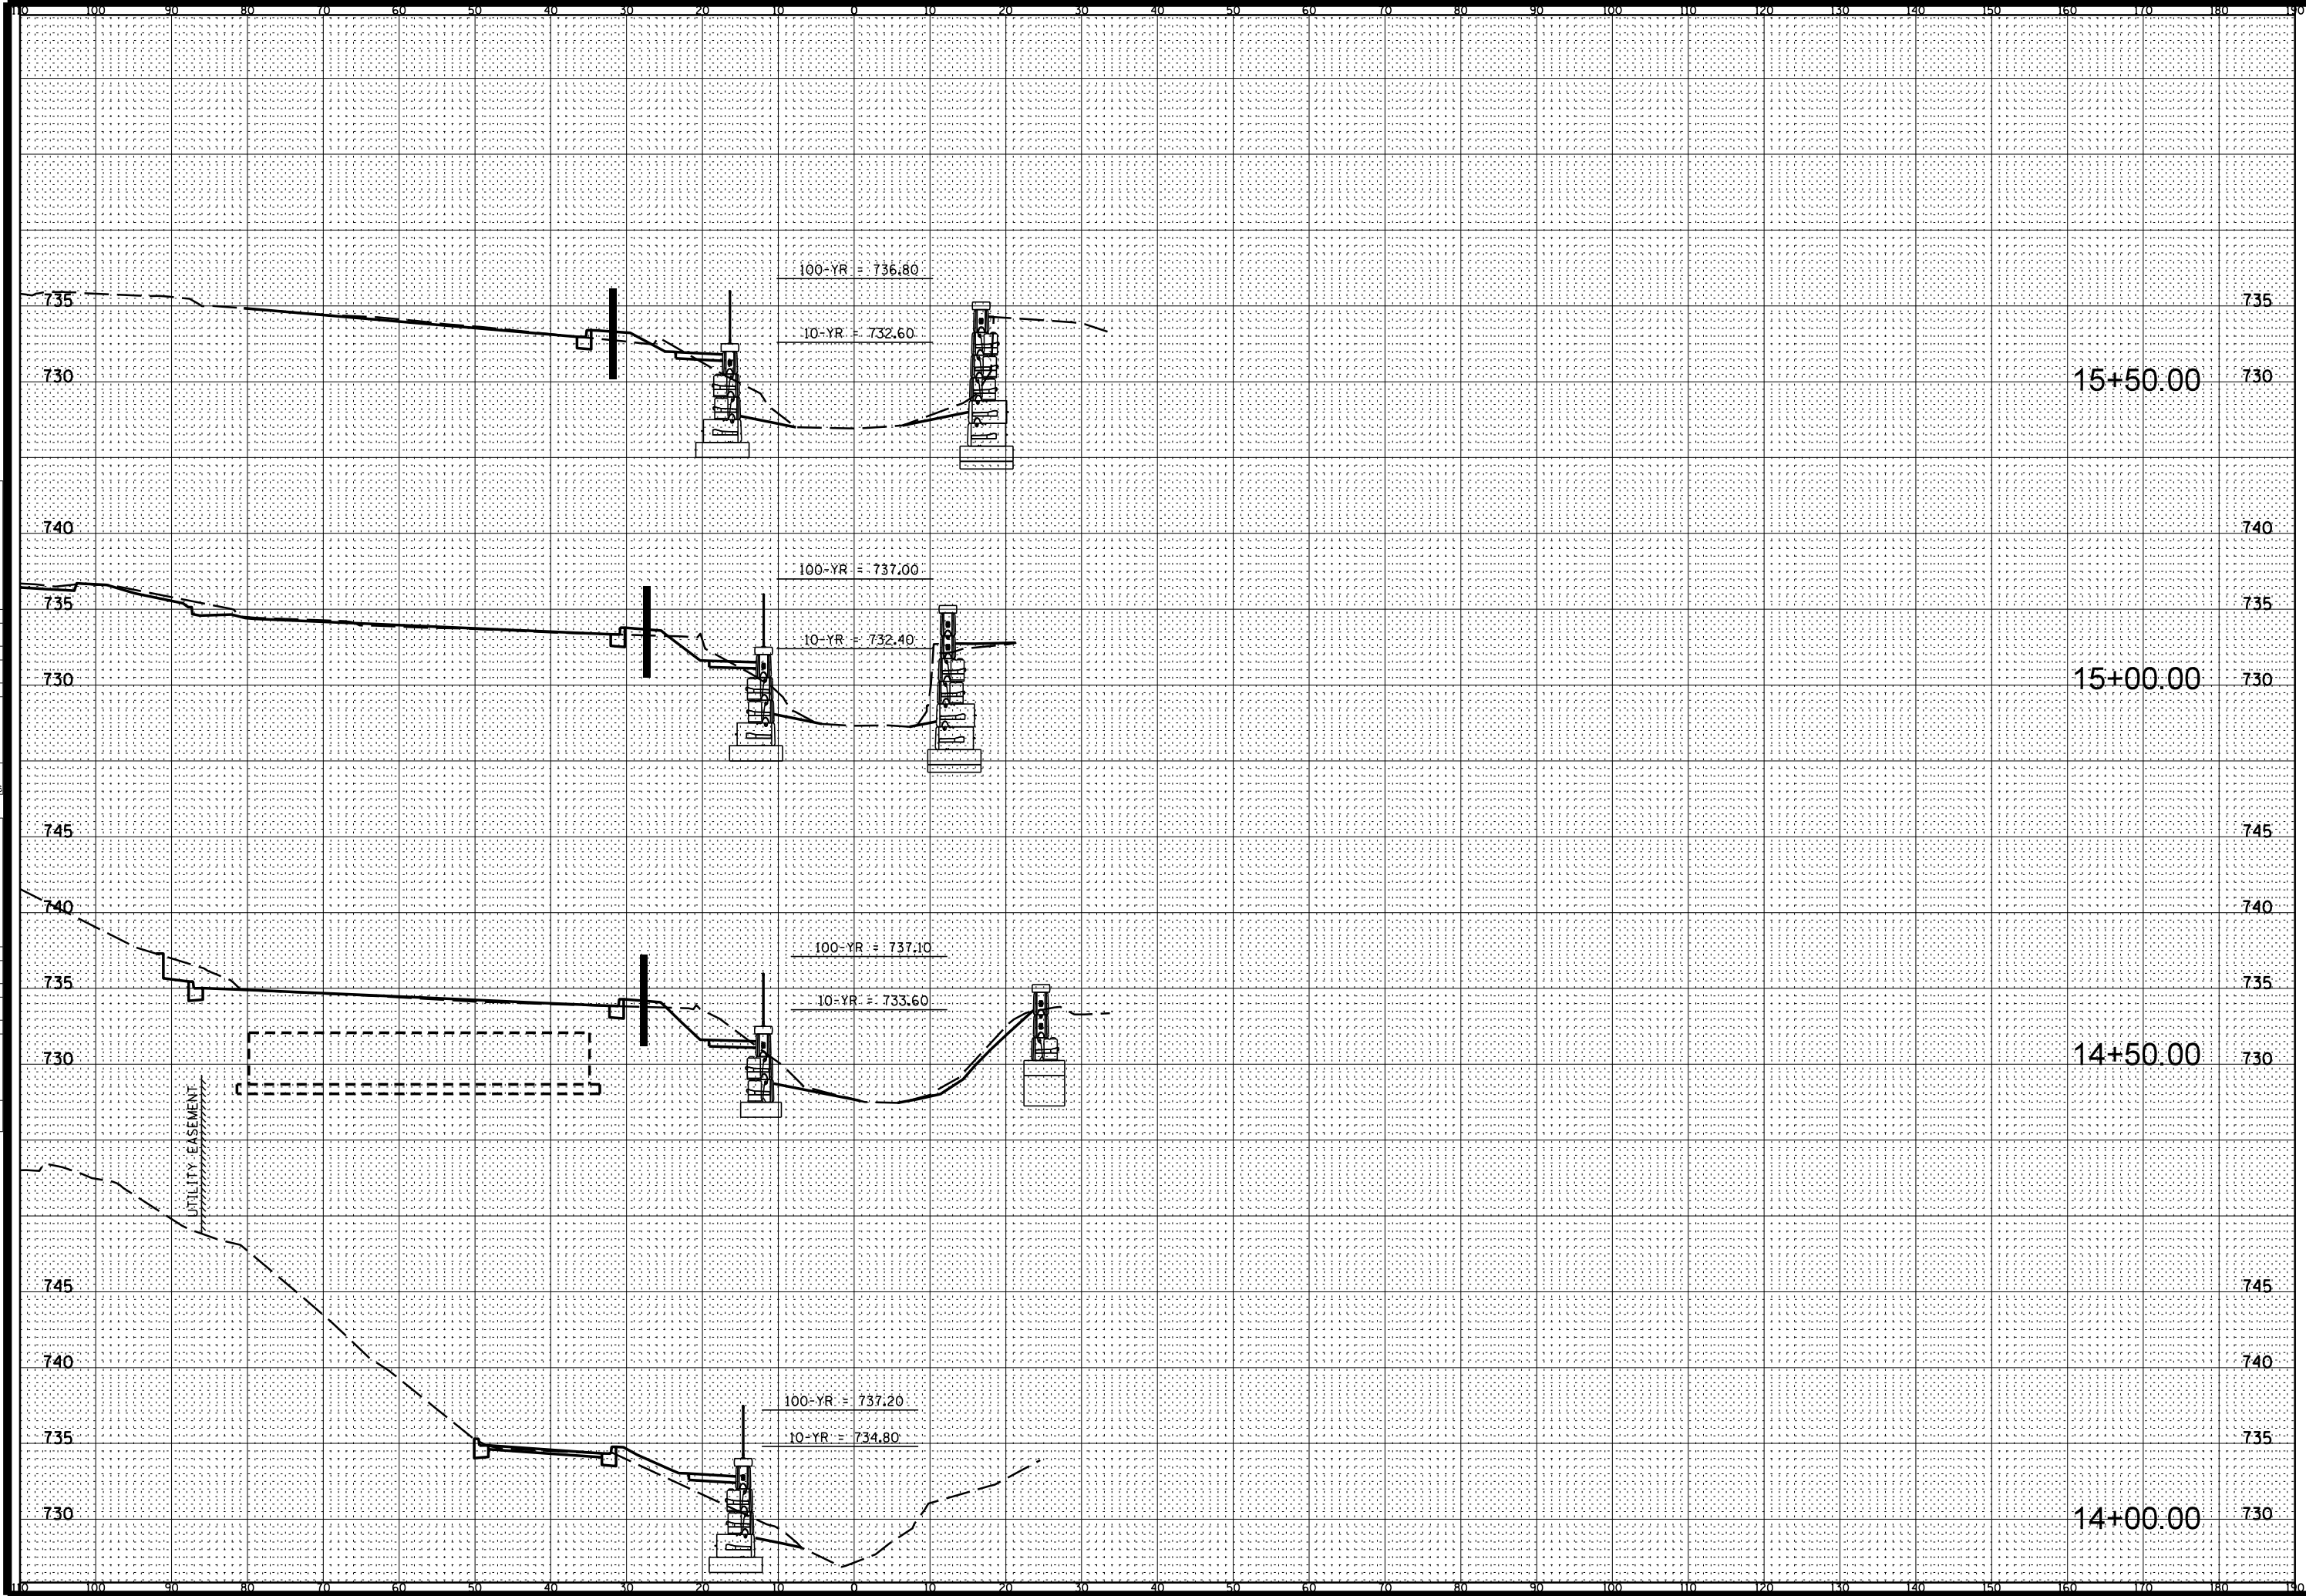 110 100 90 80 70 60 50 40 30 20 10 0 10 20 30 40 50 60 70 80 90 100 110 120 130 140 150 160 170 180 190
100-YR = 736.80
735 735
10-YR = 732.60
730 15+50.00 730
740 740
100-YR = 737.00
735 735
10-YR = 732.40
730 15+00.00 730
745 745
740 740
100-YR = 737.10
735 735
10-YR = 733.60
730 14+50.00 730
UTILITY EASEMENT
745 745
740 740
100-YR = 737.20
735 735
10-YR = 734.80
730 14+00.00 730
110 100 90 80 70 60 50 40 30 20 10 0 10 20 30 40 50 60 70 80 90 100 110 120 130 140 150 160 170 180 190